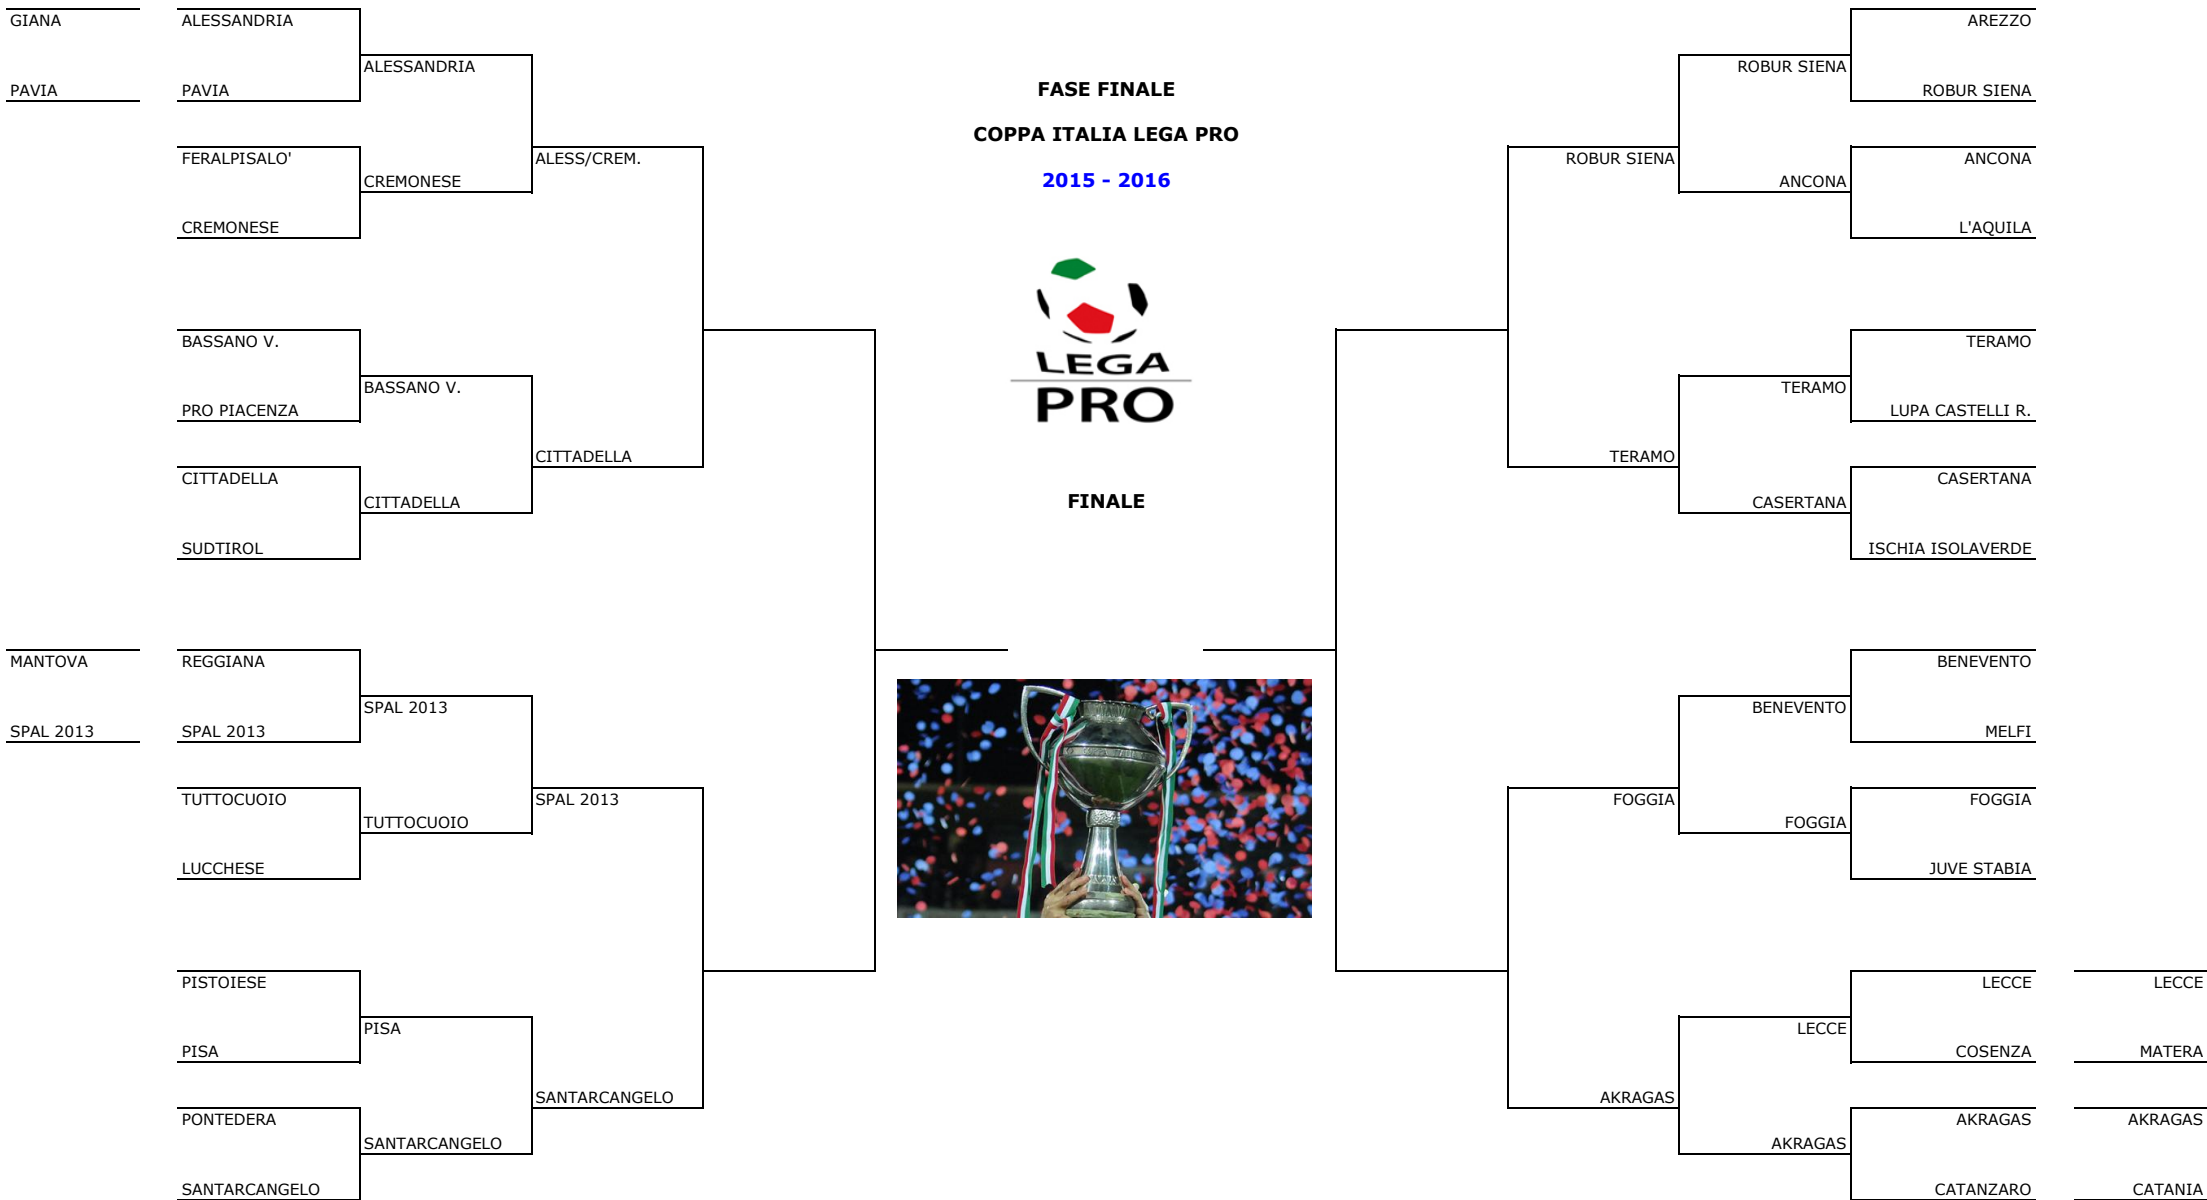 GIANA
PAVIA
MANTOVA
SPAL 2013
ALESSANDRIA
PAVIA
FERALPISALO'
CREMONESE
BASSANO V.
PRO PIACENZA
CITTADELLA
SUDTIROL
REGGIANA
SPAL 2013
TUTTOCUOIO
LUCCHESE
PISTOIESE
PISA
PONTEDERA
SANTARCANGELO
ALESSANDRIA
CREMONESE
BASSANO V.
CITTADELLA
SPAL 2013
TUTTOCUOIO
PISA
SANTARCANGELO
ALESS/CREM.
CITTADELLA
SPAL 2013
SANTARCANGELO
FASE FINALE
COPPA ITALIA LEGA PRO
2015 - 2016
LEGA
PRO
FINALE
ROBUR SIENA
TERAMO
FOGGIA
AKRAGAS
ROBUR SIENA
ANCONA
TERAMO
CASERTANA
BENEVENTO
FOGGIA
LECCE
AKRAGAS
AREZZO
ROBUR SIENA
ANCONA
L'AQUILA
TERAMO
LUPA CASTELLI R.
CASERTANA
ISCHIA ISOLAVERDE
BENEVENTO
MELFI
FOGGIA
JUVE STABIA
LECCE
COSENZA
AKRAGAS
CATANZARO
LECCE
MATERA
AKRAGAS
CATANIA